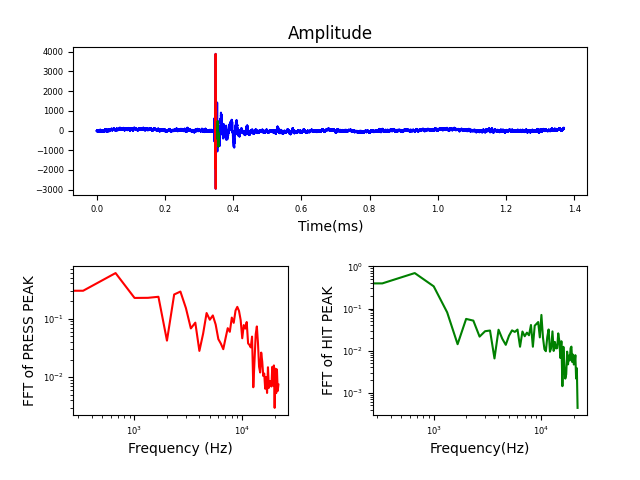 Amplitude
4000
3000
2000
1000
0
−1000
−2000
−3000
0.0 0.2 0.4 0.6 0.8 1.0 1.2 1.4
Time(ms)
FFT of PRESS PEAK
10⁻¹
10⁻²
10³ 10⁴
Frequency (Hz)
FFT of HIT PEAK
10⁰
10⁻¹
10⁻²
10⁻³
10³ 10⁴
Frequency(Hz)